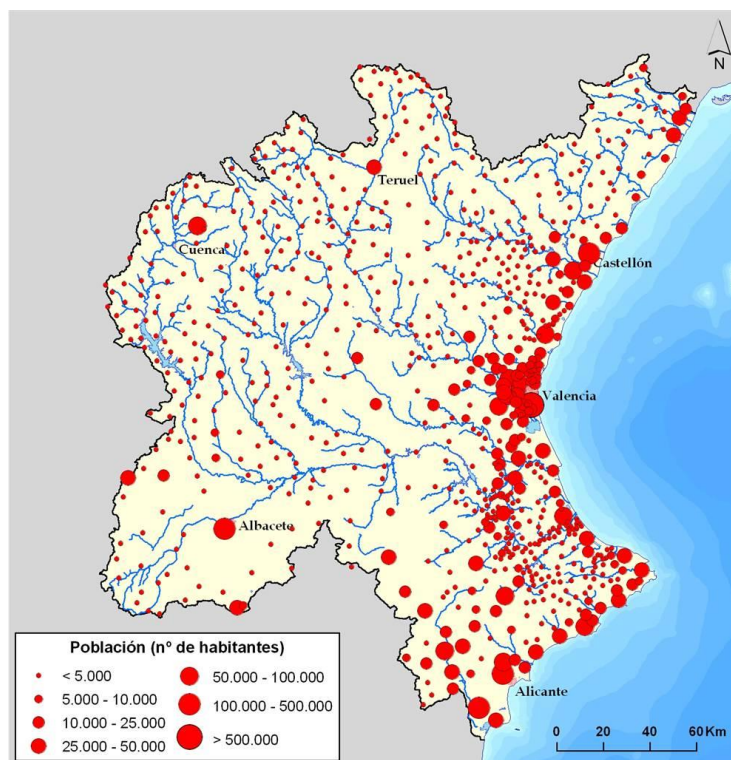 N
Teruel
Cuenca
Castellón
Valencia
Albacete
Alicante
Población (nº de habitantes)
< 5.000
5.000 - 10.000
10.000 - 25.000
25.000 - 50.000
50.000 - 100.000
100.000 - 500.000
> 500.000
0 20 40 60 Km